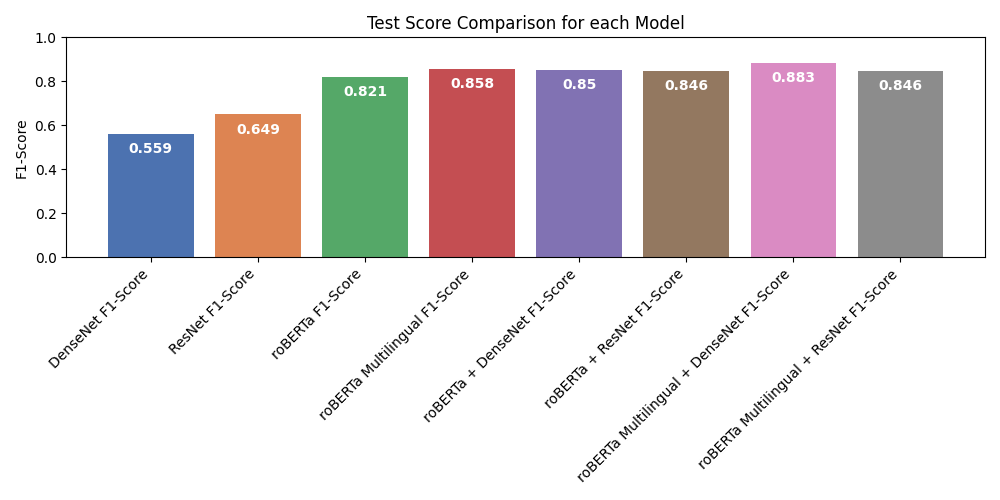 Test Score Comparison for each Model
F1-Score
1.0
0.8
0.6
0.4
0.2
0.0
0.559
0.649
0.821
0.858
0.85
0.846
0.883
0.846
DenseNet F1-Score
ResNet F1-Score
roBERTa F1-Score
roBERTa Multilingual F1-Score
roBERTa + DenseNet F1-Score
roBERTa + ResNet F1-Score
roBERTa Multilingual + DenseNet F1-Score
roBERTa Multilingual + ResNet F1-Score